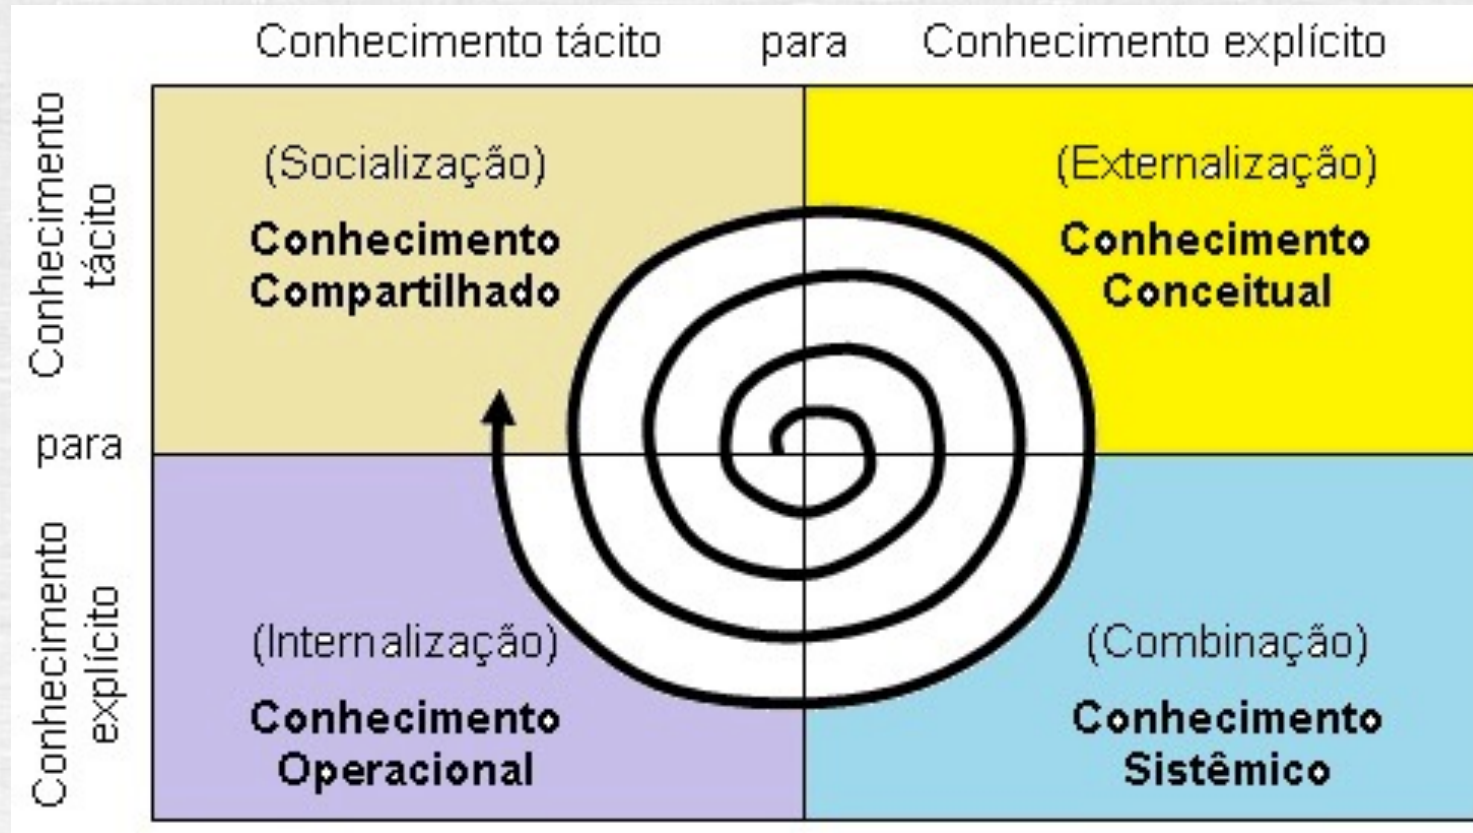 Conhecimento tácito para Conhecimento explícito
Conhecimento
tácito
para
Conhecimento
explícito
(Socialização)
Conhecimento
Compartilhado
(Externalização)
Conhecimento
Conceitual
(Internalização)
Conhecimento
Operacional
(Combinação)
Conhecimento
Sistêmico